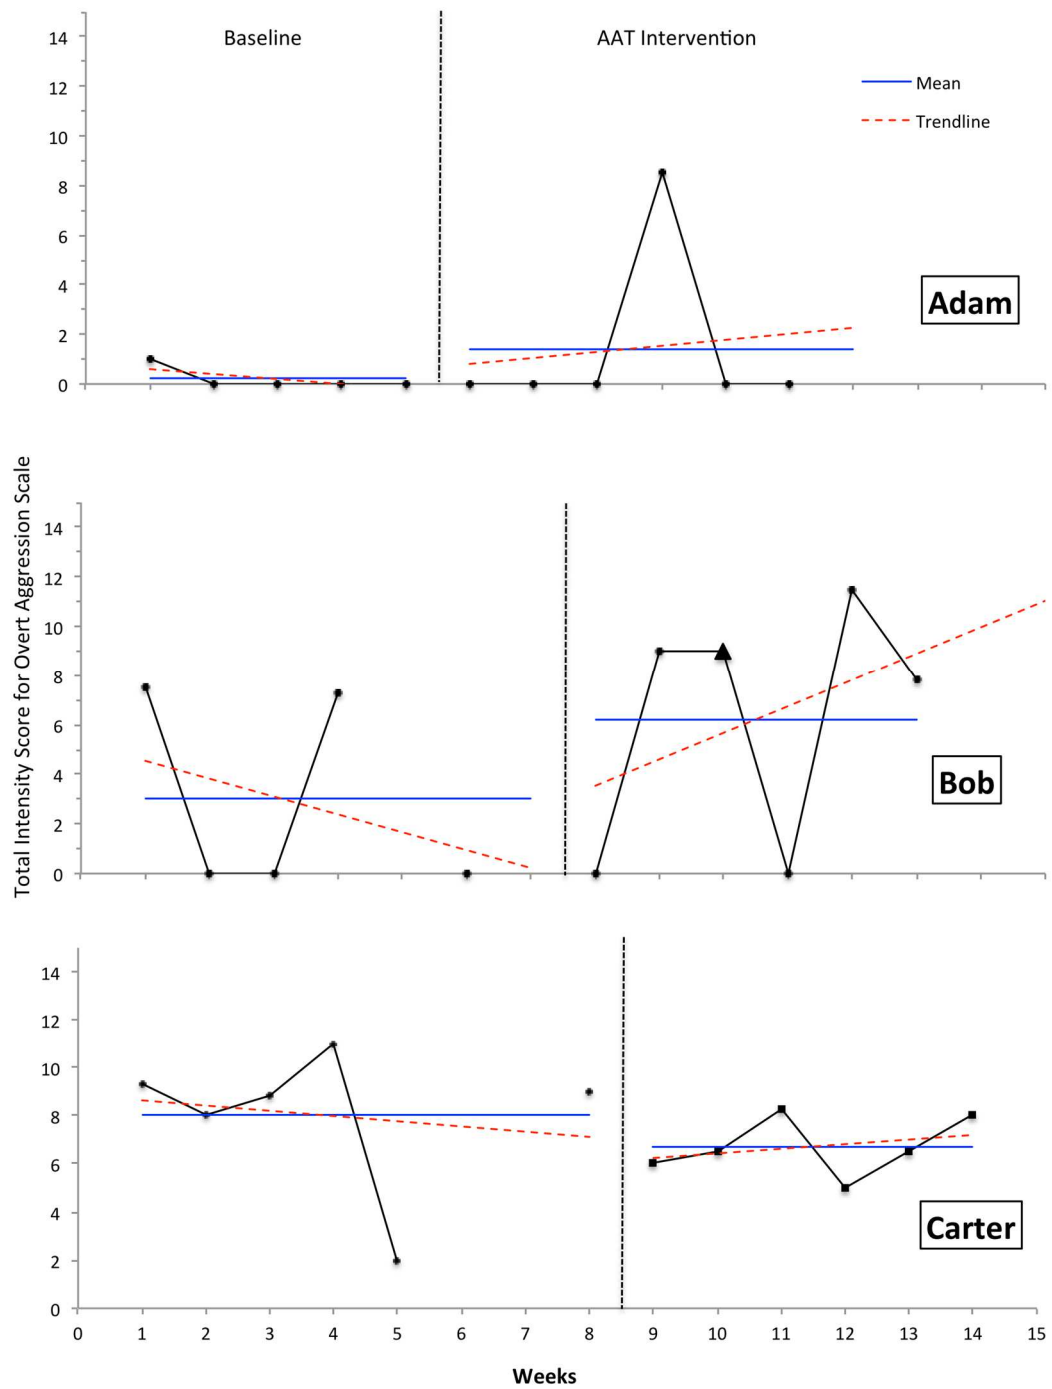 Baseline
AAT Intervention
Mean
Trendline
14
12
10
8
6
4
2
0
Adam
Total Intensity Score for Overt Aggression Scale
14
12
10
8
6
4
2
0
Bob
14
12
10
8
6
4
2
0
Carter
0 1 2 3 4 5 6 7 8 9 10 11 12 13 14 15
Weeks